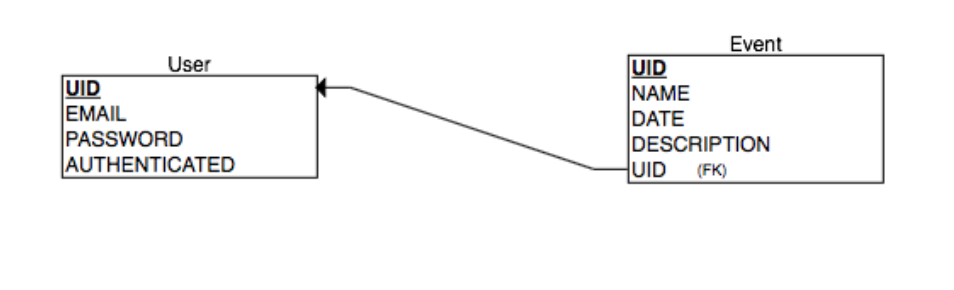 User
UID
EMAIL
PASSWORD
AUTHENTICATED
Event
UID
NAME
DATE
DESCRIPTION
UID (FK)